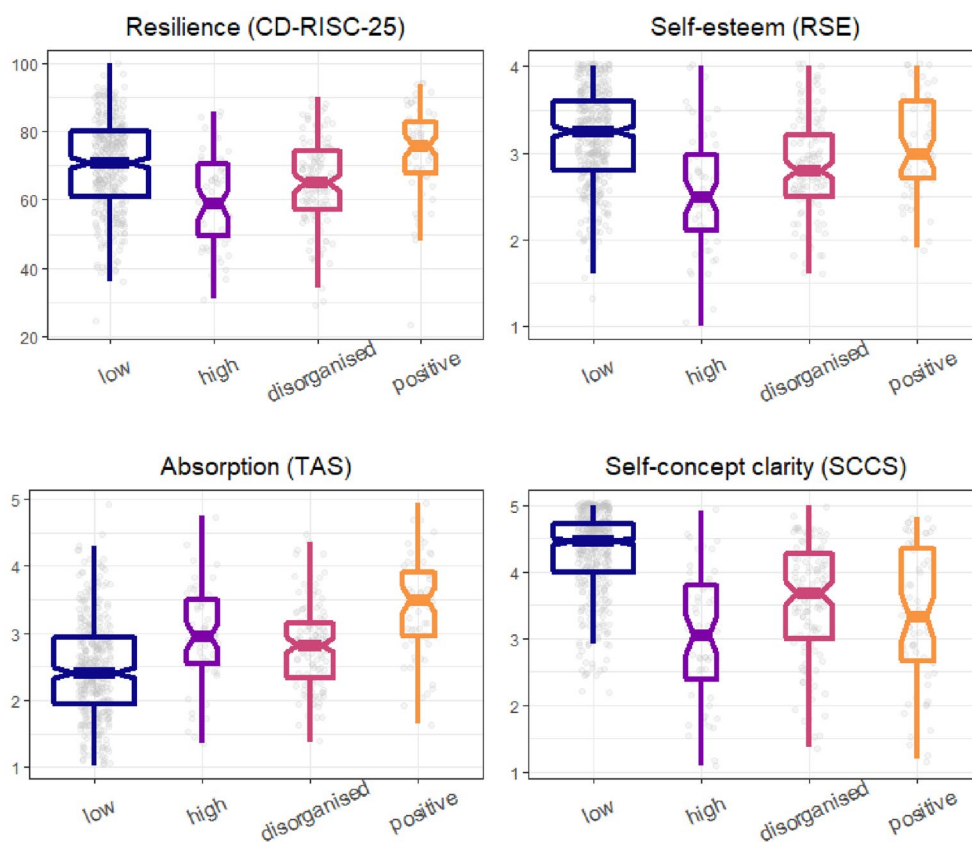 Resilience (CD-RISC-25)
100
80
60
40
20
low
high
disorganised
positive
Self-esteem (RSE)
4
3
2
1
low
high
disorganised
positive
Absorption (TAS)
5
4
3
2
1
low
high
disorganised
positive
Self-concept clarity (SCCS)
5
4
3
2
1
low
high
disorganised
positive